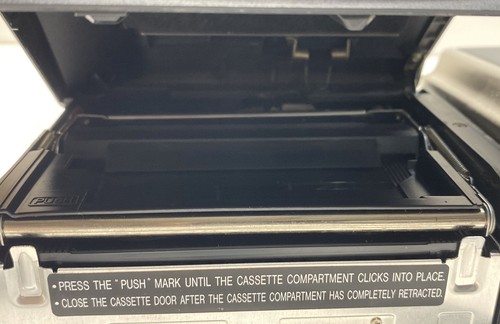 PUSH
• PRESS THE "PUSH" MARK UNTIL THE CASSETTE COMPARTMENT CLICKS INTO PLACE.
• CLOSE THE CASSETTE DOOR AFTER THE CASSETTE COMPARTMENT HAS COMPLETELY RETRACTED.